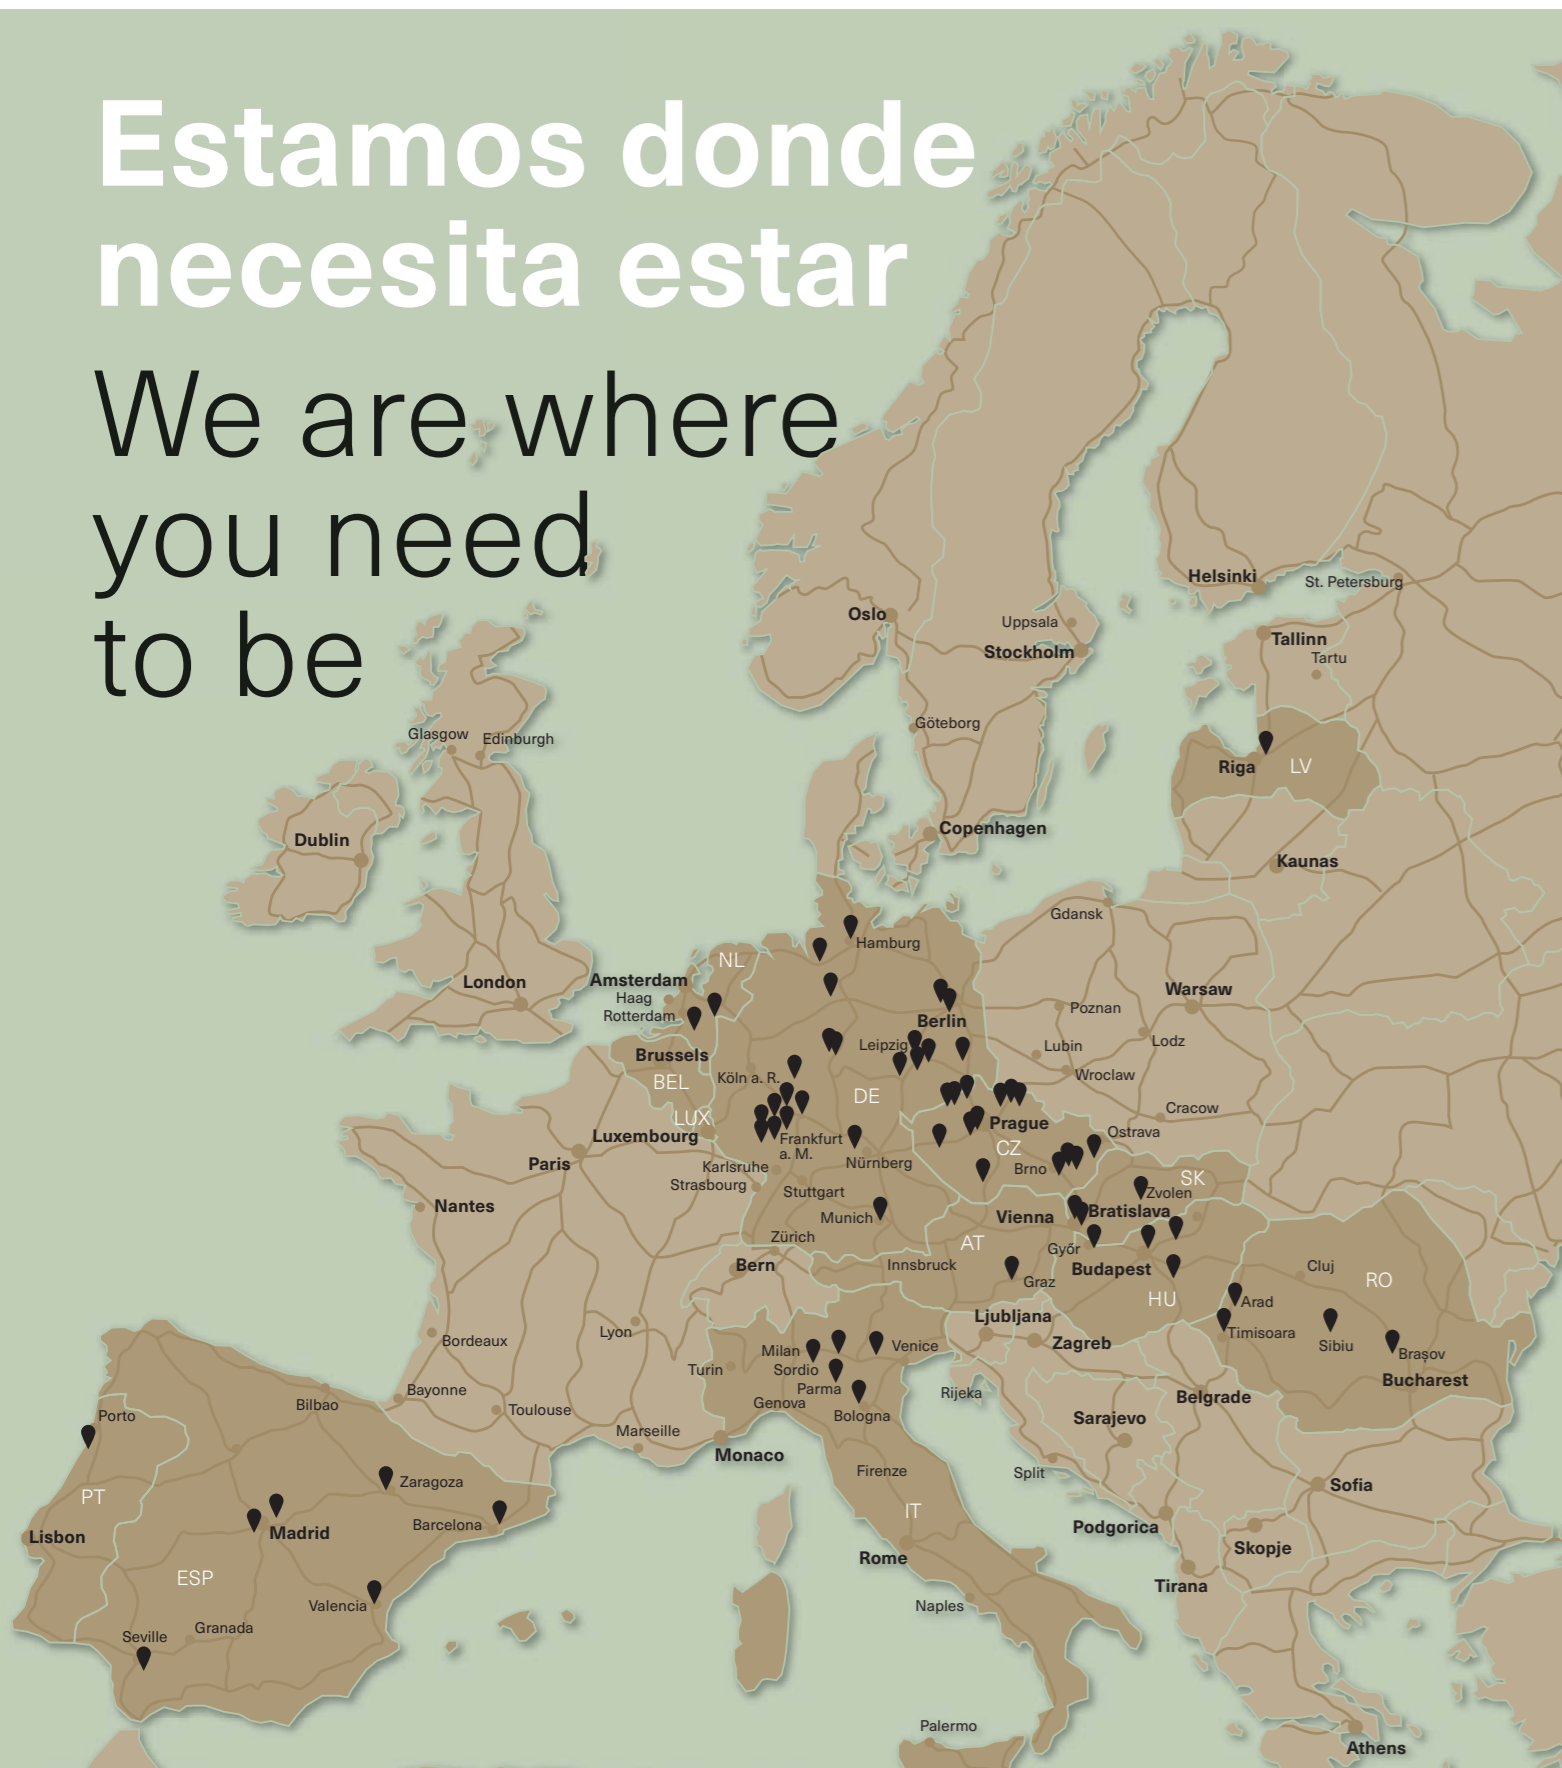 Estamos donde
necesita estar
We are where
you need
to be
Helsinki
St. Petersburg
Oslo
Uppsala
Stockholm
Tallinn
Tartu
Göteborg
Glasgow
Edinburgh
Riga
LV
Copenhagen
Dublin
Kaunas
Gdansk
Hamburg
NL
London
Amsterdam
Haag
Rotterdam
Warsaw
Poznan
Berlin
Lodz
Leipzig
Lubin
Brussels
BEL
Köln a. R.
Wroclaw
DE
LUX
Cracow
Luxembourg
Prague
Frankfurt
a. M.
Ostrava
CZ
Paris
Nürnberg
Karlsruhe
Brno
Strasbourg
SK
Stuttgart
Zvolen
Nantes
Munich
Vienna
Bratislava
Zürich
AT
Győr
Bern
Innsbruck
Budapest
Cluj
Graz
RO
HU
Arad
Ljubljana
Lyon
Timisoara
Bordeaux
Zagreb
Milan
Venice
Sibiu
Brașov
Turin
Sordio
Bucharest
Bayonne
Parma
Rijeka
Belgrade
Bilbao
Genova
Toulouse
Porto
Bologna
Sarajevo
Marseille
Monaco
Firenze
Split
Zaragoza
Sofia
PT
IT
Barcelona
Podgorica
Lisbon
Madrid
Skopje
Rome
ESP
Tirana
Valencia
Naples
Granada
Seville
Palermo
Athens